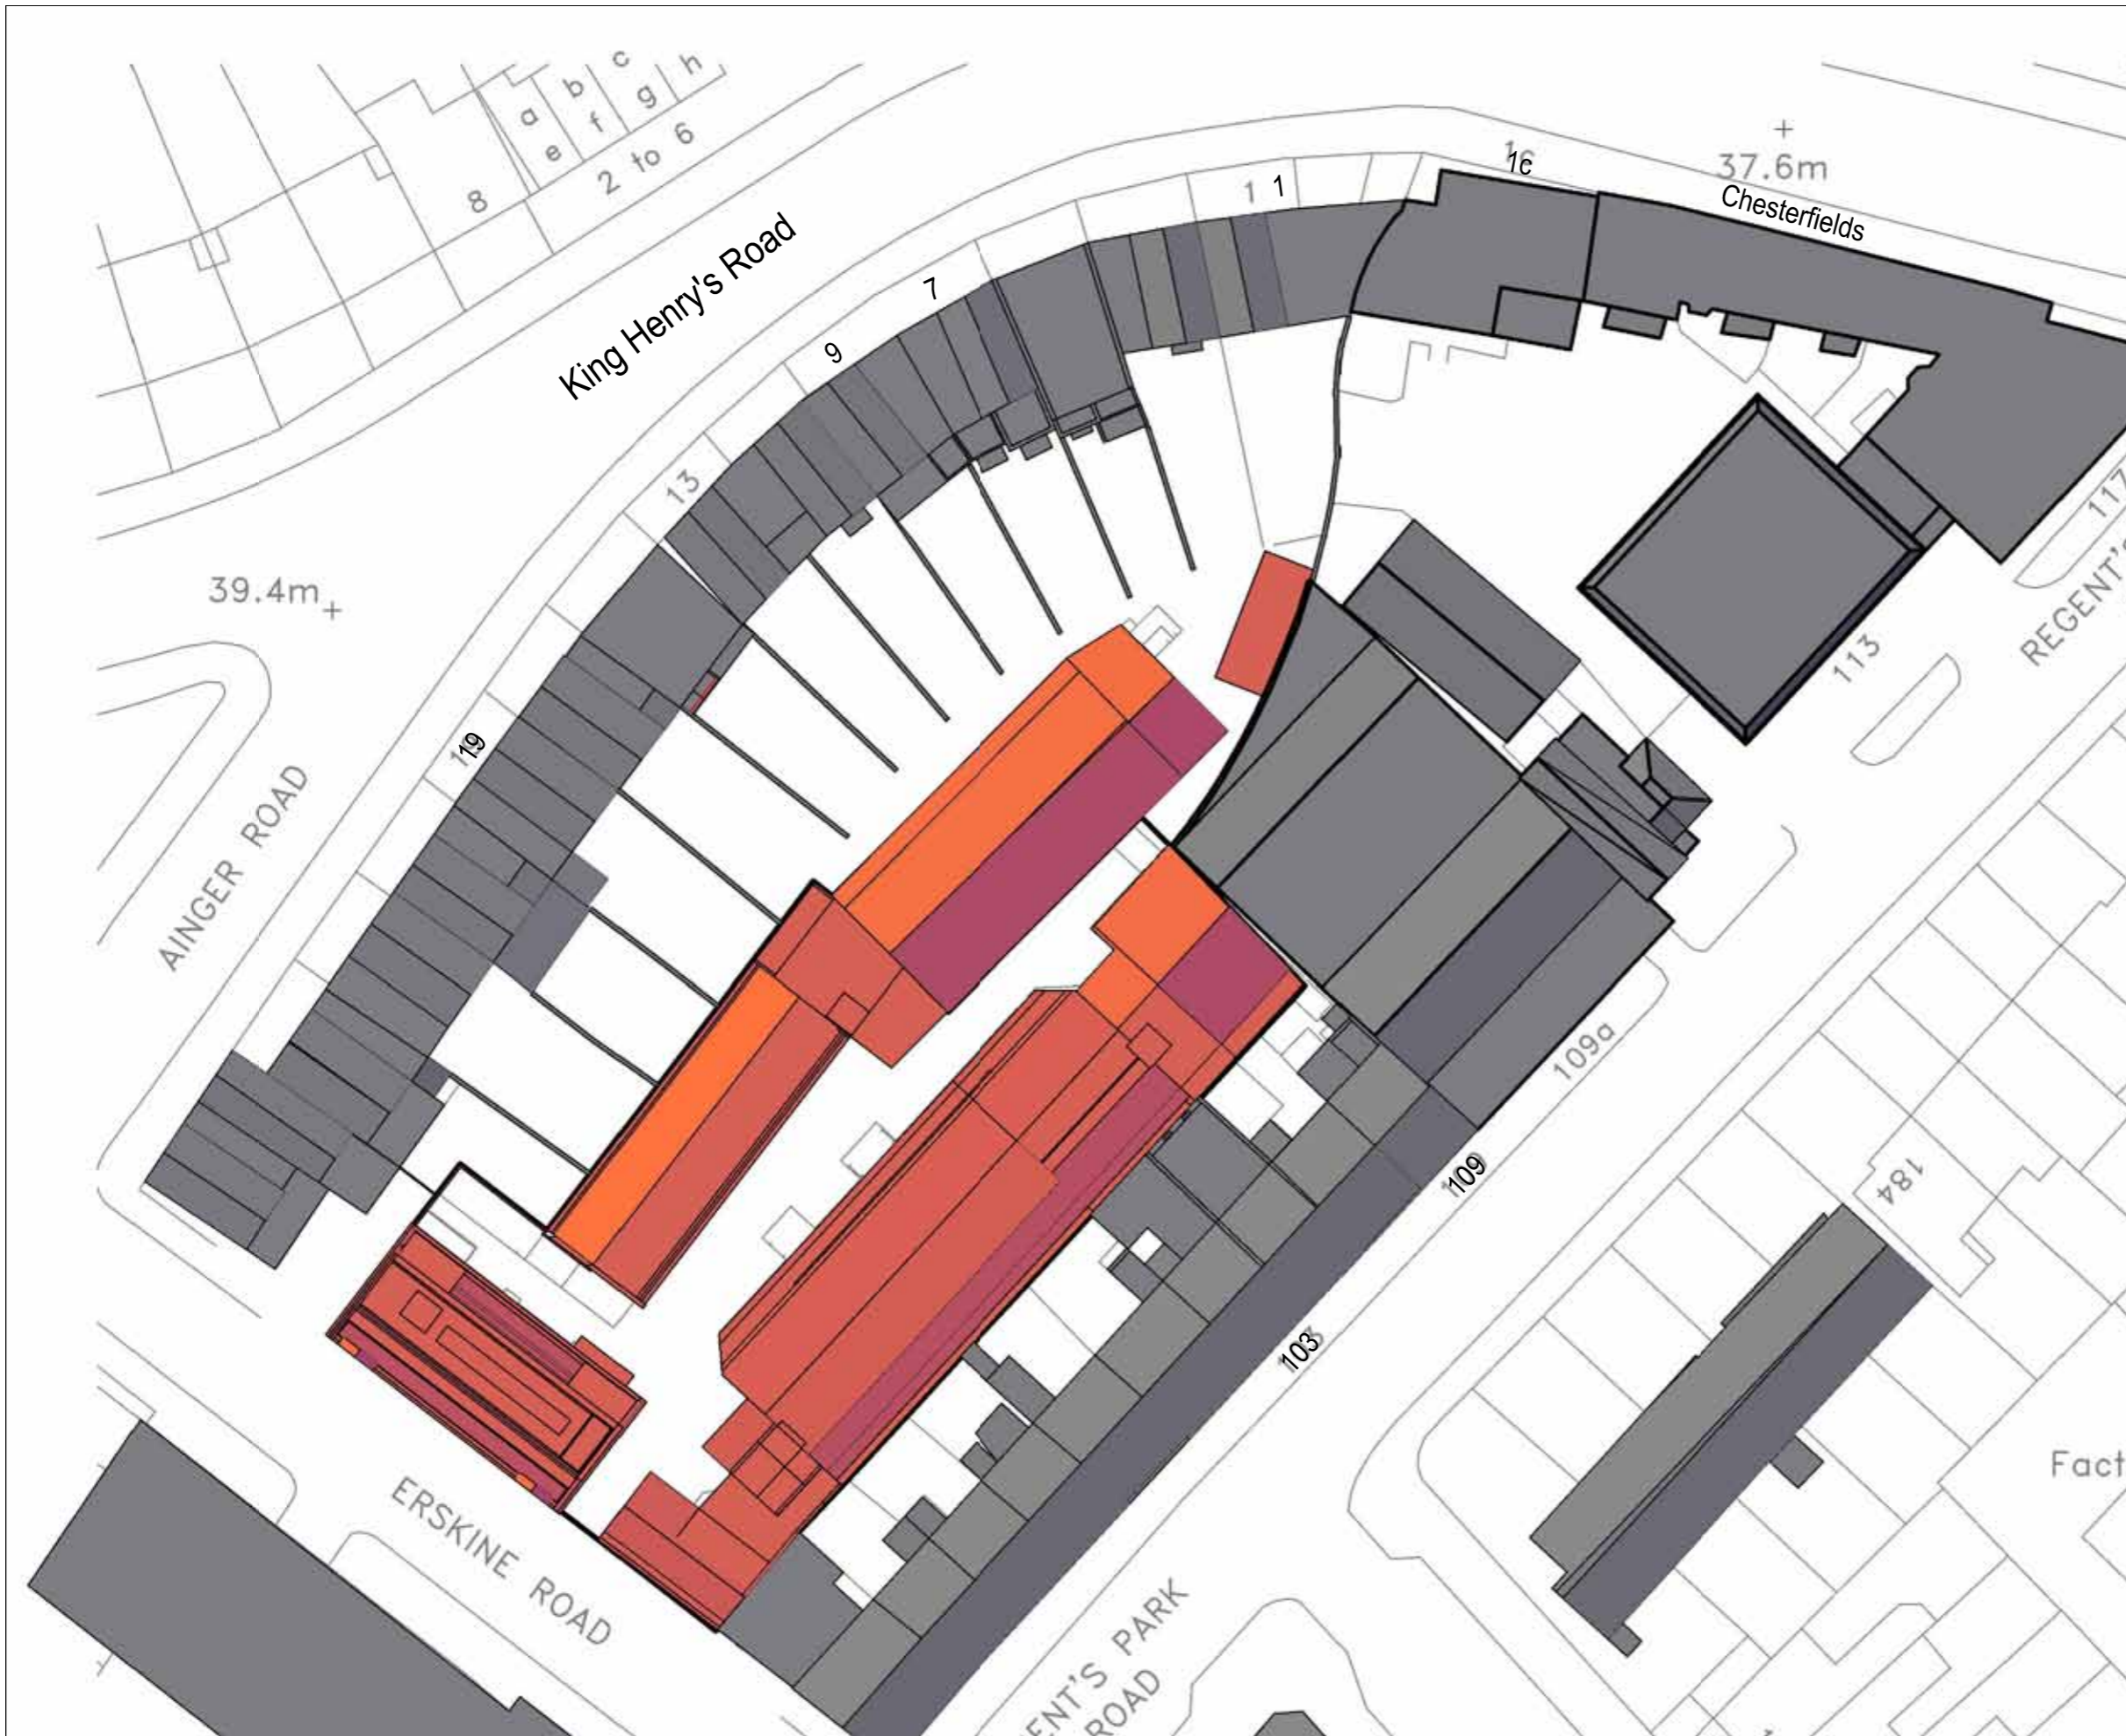 a b c
e f g h
8
2 to 6
37.6m
1c
Chesterfields
1 1
King Henry's Road
7
9
13
39.4m
19
AINGER ROAD
117
REGENT'S
113
109a
109
184
103
ERSKINE ROAD
ENT'S PARK
ROAD
Fact